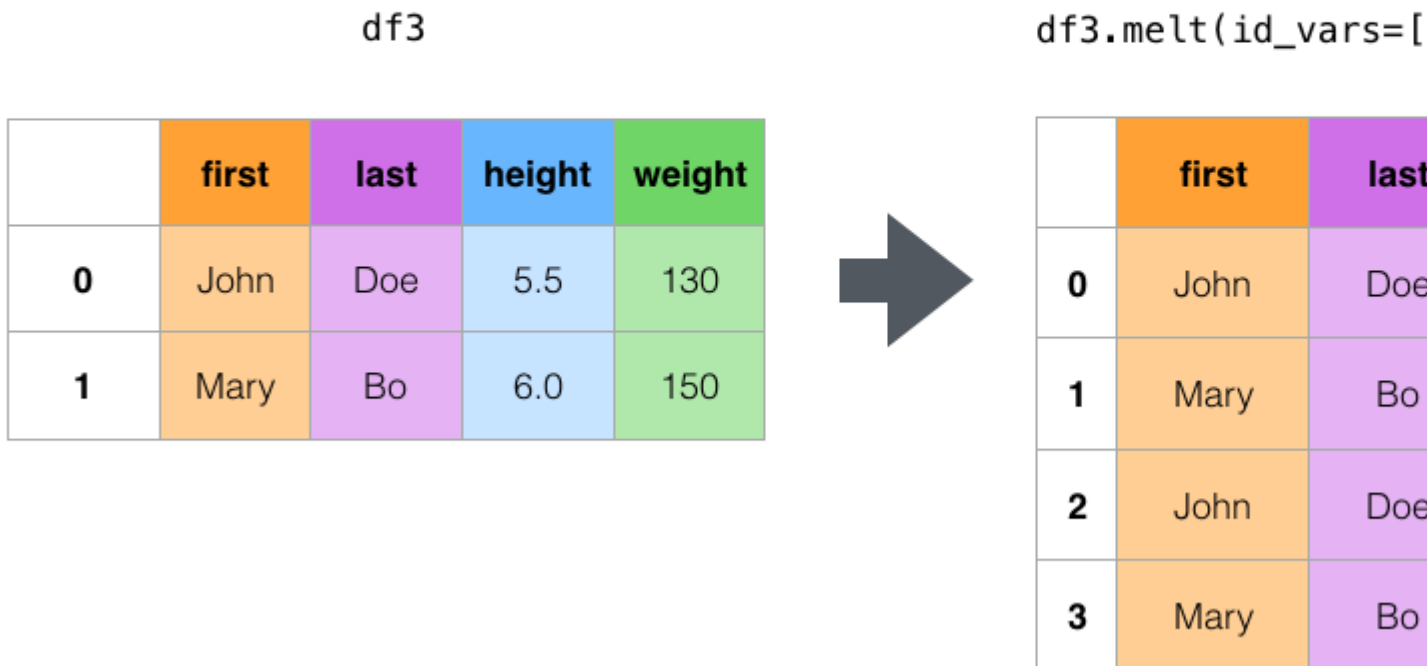 df3
first last height weight
0 John Doe 5.5 130
1 Mary Bo 6.0 150
df3.melt(id_vars=[
first last
0 John Doe
1 Mary Bo
2 John Doe
3 Mary Bo